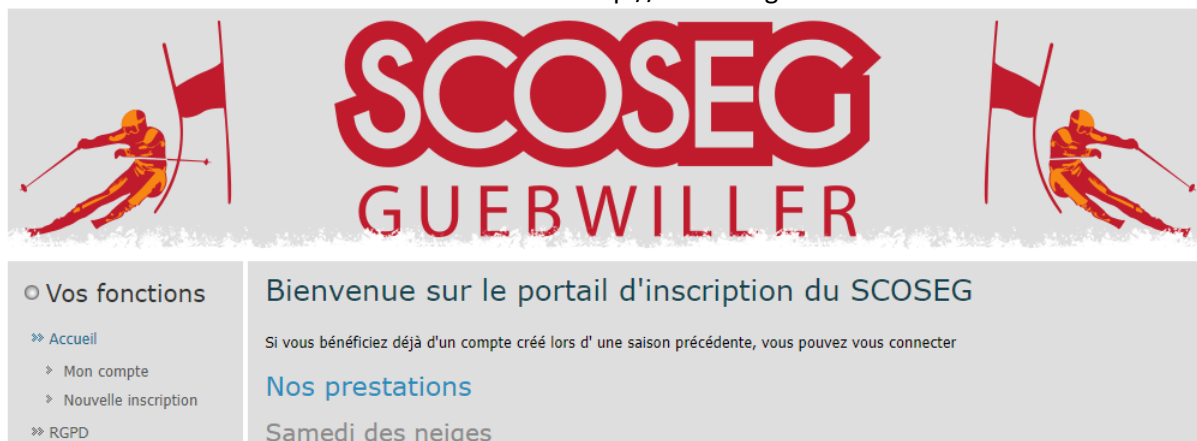 SCOSEG
GUEBWILLER
Vos fonctions
Accueil
Mon compte
Nouvelle inscription
RGPD
Bienvenue sur le portail d'inscription du SCOSEG
Si vous bénéficiez déjà d'un compte créé lors d' une saison précédente, vous pouvez vous connecter
Nos prestations
Samedi des neiges